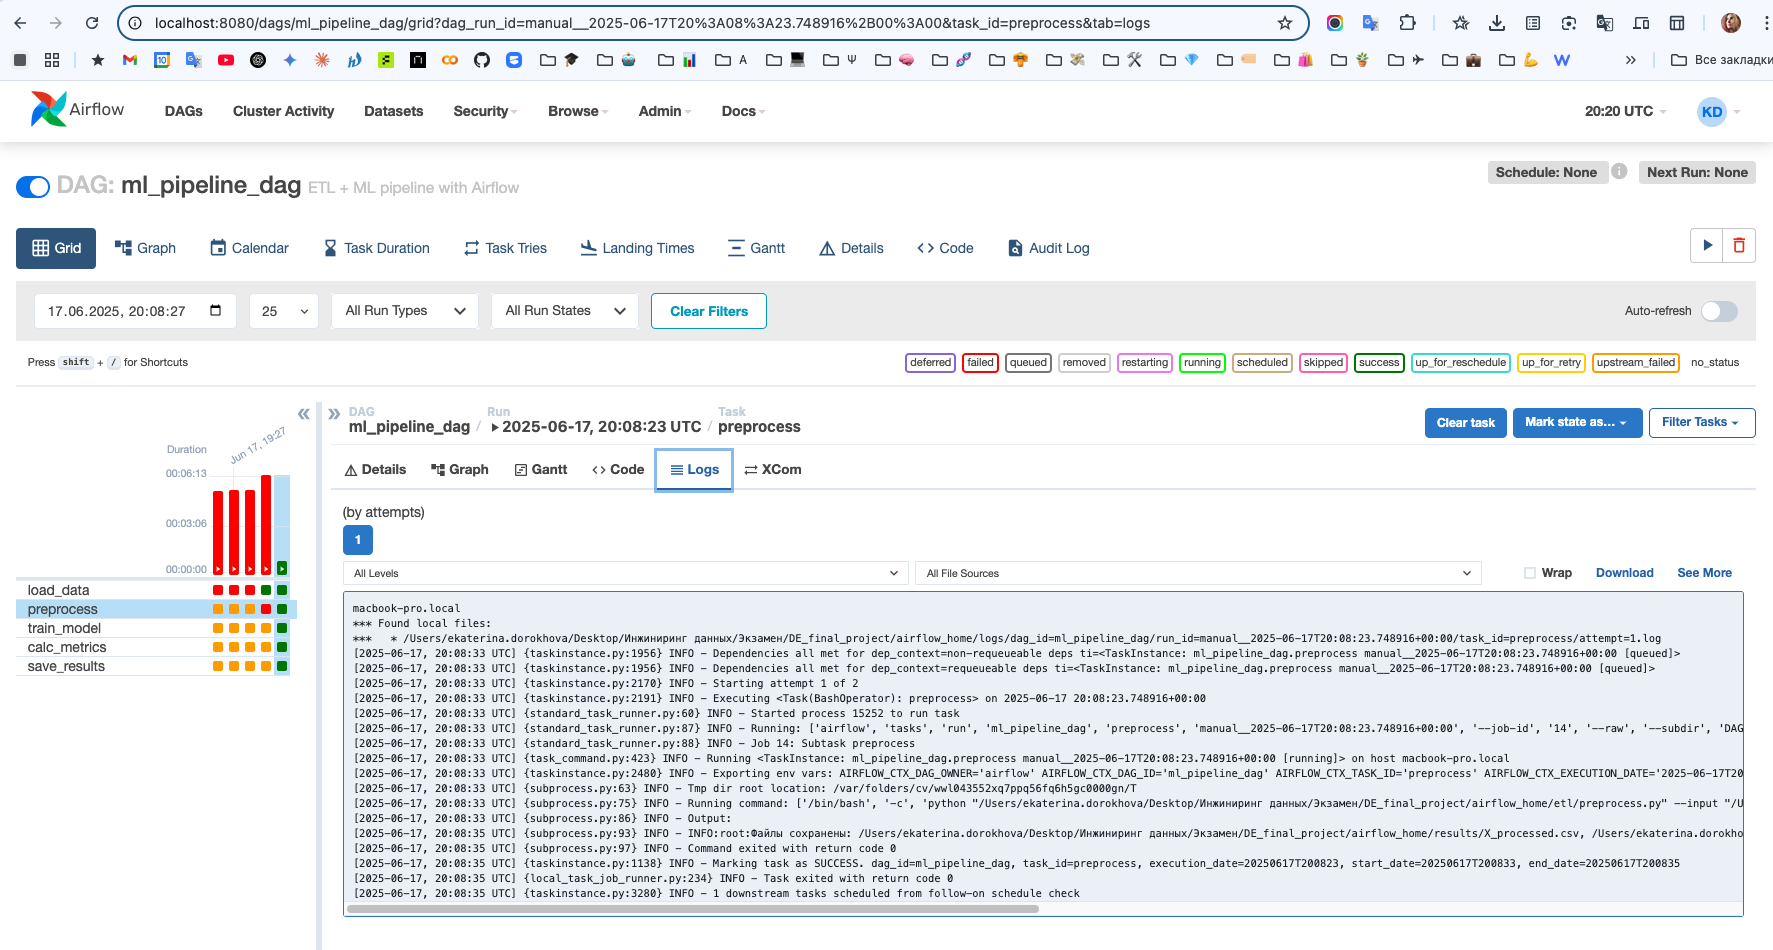 localhost:8080/dags/ml_pipeline_dag/grid?dag_run_id=manual__2025-06-17T20%3A08%3A23.748916%2B00%3A00&task_id=preprocess&tab=logs
A
Ψ
W
»
Все закладки
Airflow
DAGs
Cluster Activity
Datasets
Security
Browse
Admin
Docs
20:20 UTC
KD
DAG: ml_pipeline_dag ETL + ML pipeline with Airflow
Schedule: None
Next Run: None
Grid
Graph
Calendar
Task Duration
Task Tries
Landing Times
Gantt
Details
Code
Audit Log
17.06.2025, 20:08:27
25
All Run Types
All Run States
Clear Filters
Auto-refresh
Press shift + / for Shortcuts
deferred
failed
queued
removed
restarting
running
scheduled
skipped
success
up_for_reschedule
up_for_retry
upstream_failed
no_status
Duration
Jun 17, 19:27
00:06:13
00:03:06
00:00:00
load_data
preprocess
train_model
calc_metrics
save_results
DAG
ml_pipeline_dag
/
Run
2025-06-17, 20:08:23 UTC
/
Task
preprocess
Clear task
Mark state as...
Filter Tasks
Details
Graph
Gantt
Code
Logs
XCom
(by attempts)
1
All Levels
All File Sources
Wrap
Download
See More
macbook-pro.local
*** Found local files:
***   * /Users/ekaterina.dorokhova/Desktop/Инжиниринг данных/Экзамен/DE_final_project/airflow_home/logs/dag_id=ml_pipeline_dag/run_id=manual__2025-06-17T20:08:23.748916+00:00/task_id=preprocess/attempt=1.log
[2025-06-17, 20:08:33 UTC] {taskinstance.py:1956} INFO - Dependencies all met for dep_context=non-requeueable deps ti=<TaskInstance: ml_pipeline_dag.preprocess manual__2025-06-17T20:08:23.748916+00:00 [queued]>
[2025-06-17, 20:08:33 UTC] {taskinstance.py:1956} INFO - Dependencies all met for dep_context=requeueable deps ti=<TaskInstance: ml_pipeline_dag.preprocess manual__2025-06-17T20:08:23.748916+00:00 [queued]>
[2025-06-17, 20:08:33 UTC] {taskinstance.py:2170} INFO - Starting attempt 1 of 2
[2025-06-17, 20:08:33 UTC] {taskinstance.py:2191} INFO - Executing <Task(BashOperator): preprocess> on 2025-06-17 20:08:23.748916+00:00
[2025-06-17, 20:08:33 UTC] {standard_task_runner.py:60} INFO - Started process 15252 to run task
[2025-06-17, 20:08:33 UTC] {standard_task_runner.py:87} INFO - Running: ['airflow', 'tasks', 'run', 'ml_pipeline_dag', 'preprocess', 'manual__2025-06-17T20:08:23.748916+00:00', '--job-id', '14', '--raw', '--subdir', 'DAG
[2025-06-17, 20:08:33 UTC] {standard_task_runner.py:88} INFO - Job 14: Subtask preprocess
[2025-06-17, 20:08:33 UTC] {task_command.py:423} INFO - Running <TaskInstance: ml_pipeline_dag.preprocess manual__2025-06-17T20:08:23.748916+00:00 [running]> on host macbook-pro.local
[2025-06-17, 20:08:33 UTC] {taskinstance.py:2480} INFO - Exporting env vars: AIRFLOW_CTX_DAG_OWNER='airflow' AIRFLOW_CTX_DAG_ID='ml_pipeline_dag' AIRFLOW_CTX_TASK_ID='preprocess' AIRFLOW_CTX_EXECUTION_DATE='2025-06-17T20
[2025-06-17, 20:08:33 UTC] {subprocess.py:63} INFO - Tmp dir root location: /var/folders/cv/wwl043552xq7ppq56fq6h5gc0000gn/T
[2025-06-17, 20:08:33 UTC] {subprocess.py:75} INFO - Running command: ['/bin/bash', '-c', 'python "/Users/ekaterina.dorokhova/Desktop/Инжиниринг данных/Экзамен/DE_final_project/airflow_home/etl/preprocess.py" --input "/U
[2025-06-17, 20:08:33 UTC] {subprocess.py:86} INFO - Output:
[2025-06-17, 20:08:35 UTC] {subprocess.py:93} INFO - INFO:root:Файлы сохранены: /Users/ekaterina.dorokhova/Desktop/Инжиниринг данных/Экзамен/DE_final_project/airflow_home/results/X_processed.csv, /Users/ekaterina.dorokho
[2025-06-17, 20:08:35 UTC] {subprocess.py:97} INFO - Command exited with return code 0
[2025-06-17, 20:08:35 UTC] {taskinstance.py:1138} INFO - Marking task as SUCCESS. dag_id=ml_pipeline_dag, task_id=preprocess, execution_date=20250617T200823, start_date=20250617T200833, end_date=20250617T200835
[2025-06-17, 20:08:35 UTC] {local_task_job_runner.py:234} INFO - Task exited with return code 0
[2025-06-17, 20:08:35 UTC] {taskinstance.py:3280} INFO - 1 downstream tasks scheduled from follow-on schedule check